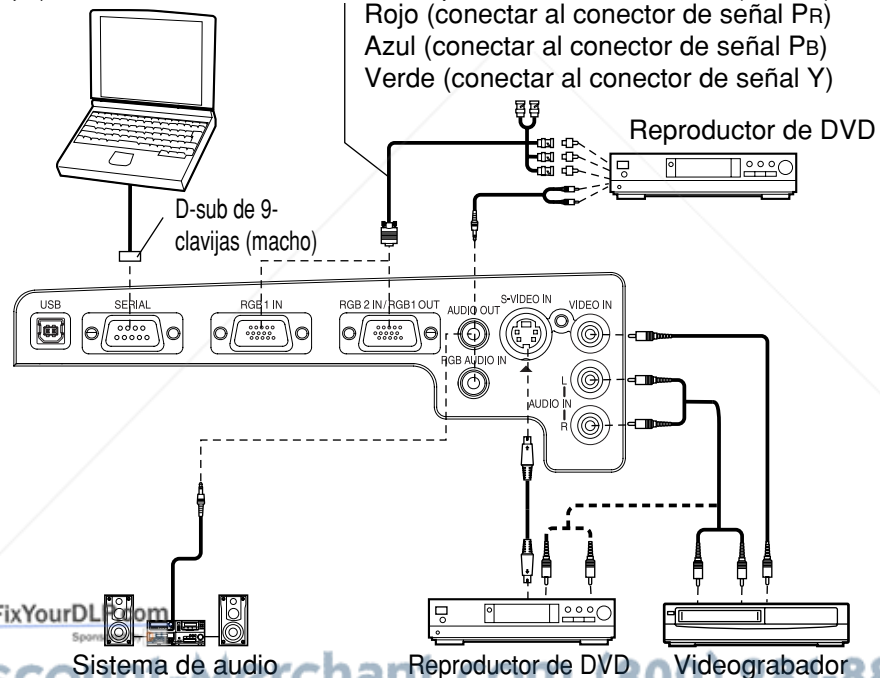 Rojo (conectar al conector de señal PR)
Azul (conectar al conector de señal PB)
Verde (conectar al conector de señal Y)
Reproductor de DVD
D-sub de 9-
clavijas (macho)
USB
SERIAL
RGB 1 IN
RGB 2 IN/RGB1 OUT
AUDIO OUT
S-VIDEO IN
VIDEO IN
RGB AUDIO IN
L
AUDIO IN
R
FixYourDLP.com
Sistema de audio
Reproductor de DVD
Videograbador